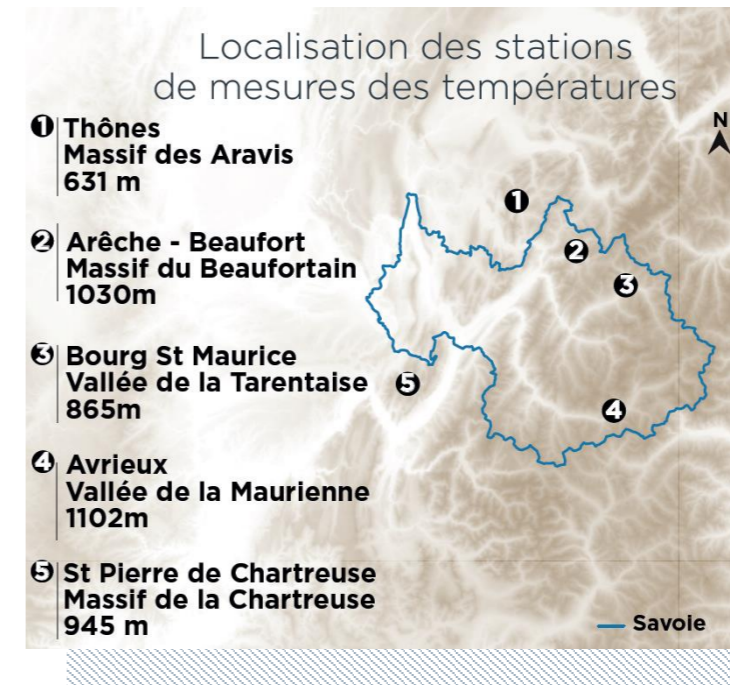 Localisation des stations
de mesures des températures
N
1 Thônes
Massif des Aravis
631 m
2 Arêche - Beaufort
Massif du Beaufortain
1030m
3 Bourg St Maurice
Vallée de la Tarentaise
865m
4 Avrieux
Vallée de la Maurienne
1102m
5 St Pierre de Chartreuse
Massif de la Chartreuse
945 m
1
2
3
5
4
Savoie